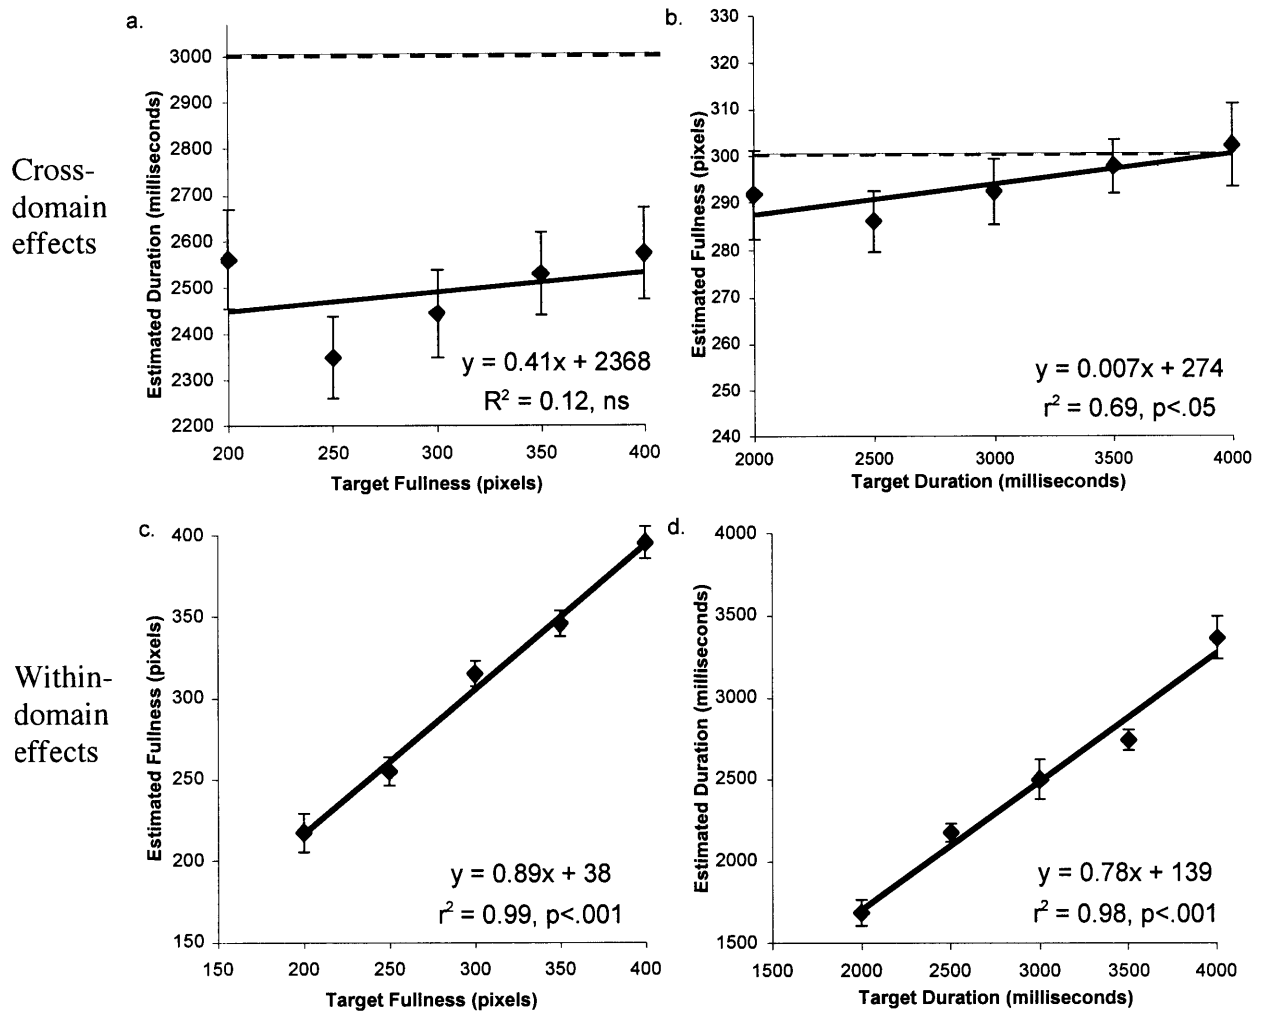 Cross-
domain
effects
a.
Estimated Duration (milliseconds)
3000
2900
2800
2700
2600
2500
2400
2300
2200
y = 0.41x + 2368
R² = 0.12, ns
200 250 300 350 400
Target Fullness (pixels)
b.
Estimated Fullness (pixels)
330
320
310
300
290
280
270
260
250
240
y = 0.007x + 274
r² = 0.69, p<.05
2000 2500 3000 3500 4000
Target Duration (milliseconds)
Within-
domain
effects
c.
Estimated Fullness (pixels)
400
350
300
250
200
150
y = 0.89x + 38
r² = 0.99, p<.001
150 200 250 300 350 400
Target Fullness (pixels)
d.
Estimated Duration (milliseconds)
4000
3500
3000
2500
2000
1500
y = 0.78x + 139
r² = 0.98, p<.001
1500 2000 2500 3000 3500 4000
Target Duration (milliseconds)